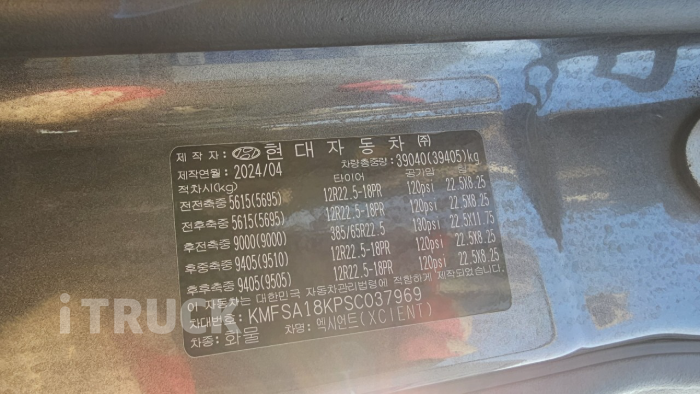 제 작 자: 현 대 자 동 차 ㈜
제작연월: 2024/04 차량총중량: 39040(39405)kg
적차시(kg) 타이어 공기압 림
전전축중 5615(5695) 12R22.5-18PR 120psi 22.5X8.25
전후축중 5615(5695) 12R22.5-18PR 120psi 22.5X8.25
후전축중 9000(9000) 385/65R22.5 130psi 22.5X11.75
후중축중 9405(9510) 12R22.5-18PR 120psi 22.5X8.25
후후축중 9405(9505) 12R22.5-18PR 120psi 22.5X8.25
이 자동차는 대한민국 자동차관리법령에 적합하게 제작되었습니다.
차대번호: KMFSA18KPSC037969
차종: 화물 차명: 엑시언트(XCIENT)
iTRUCK